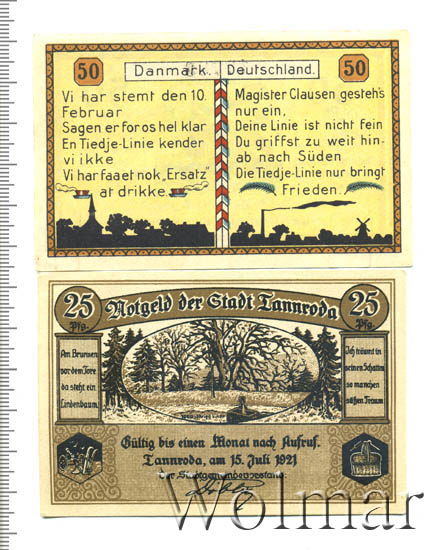 50 Danmark. Deutschland. 50
Vi har stemt den 10.
Februar
Sagen er for os hel klar
En Tiedje-Linie kender
vi ikke
Vi har faaet nok „Ersatz"
at drikke.
Magister Clausen gesteh's
nur ein,
Deine Linie ist nicht fein
Du griffst zu weit hin-
ab nach Süden
Die Tiedje-Linie nur bringt
Frieden.
25 Notgeld der Stadt Tannroda 25
Pfg. Pfg.
Am Brunnen
vor dem Tore
da steht ein
Lindenbaum,
Ich träumt in
seinem Schatten
so manchen
süßen Traum
Gültig bis einen Monat nach Aufruf.
Tannroda, am 15. Juli 1921
der Stadtgemeindevorstand:
Wolmar